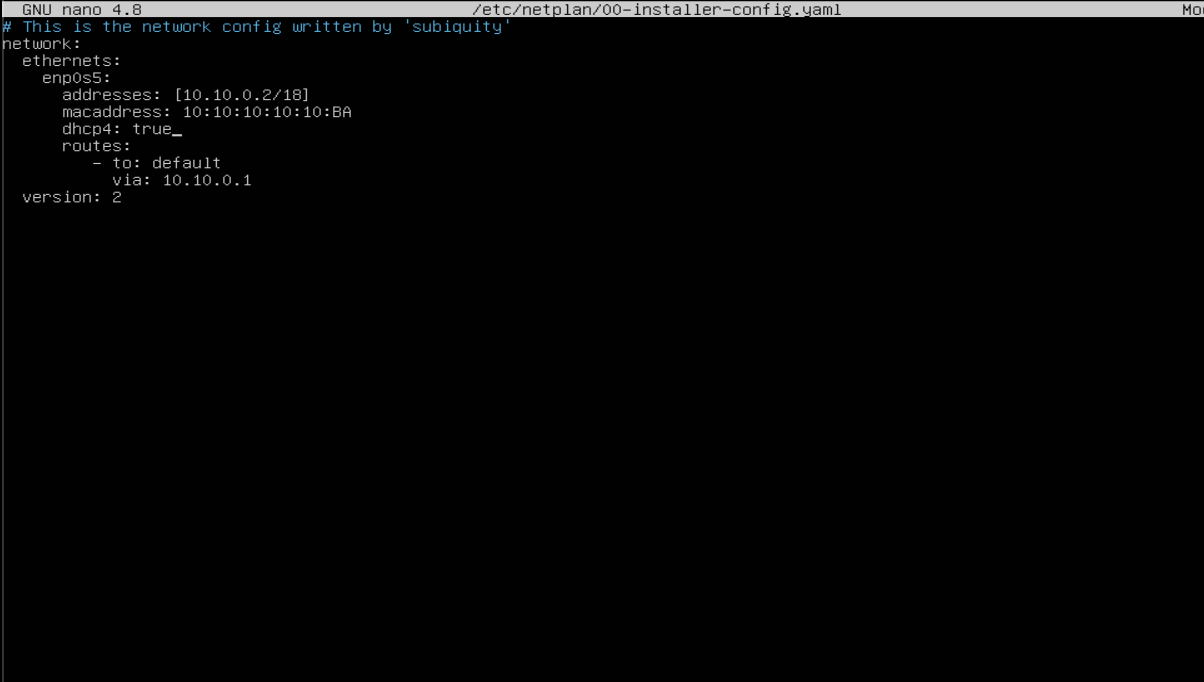 GNU nano 4.8 /etc/netplan/00-installer-config.yaml
# This is the network config written by 'subiquity'
network:
  ethernets:
    enp0s5:
      addresses: [10.10.0.2/18]
      macaddress: 10:10:10:10:10:BA
      dhcp4: true_
      routes:
         - to: default
           via: 10.10.0.1
  version: 2